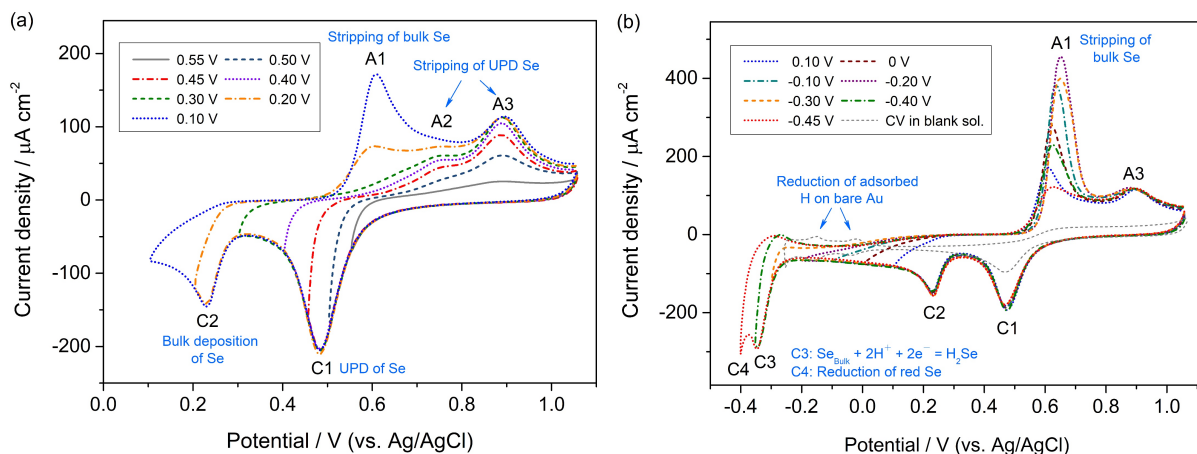 (a)
Stripping of bulk Se
A1
Stripping of UPD Se
A2
A3
0.55 V
0.50 V
0.45 V
0.40 V
0.30 V
0.20 V
0.10 V
200
100
0
-100
-200
Current density / µA cm⁻²
C2
Bulk deposition
of Se
C1
UPD of Se
0.0
0.2
0.4
0.6
0.8
1.0
Potential / V (vs. Ag/AgCl)
(b)
A1
Stripping of
bulk Se
0.10 V
0 V
-0.10 V
-0.20 V
-0.30 V
-0.40 V
-0.45 V
CV in blank sol.
400
200
0
-200
Current density / µA cm⁻²
Reduction of adsorbed
H on bare Au
A3
C2
C1
C4
C3
C3: Se_Bulk + 2H⁺ + 2e⁻ = H₂Se
C4: Reduction of red Se
-0.4
-0.2
0.0
0.2
0.4
0.6
0.8
1.0
Potential / V (vs. Ag/AgCl)